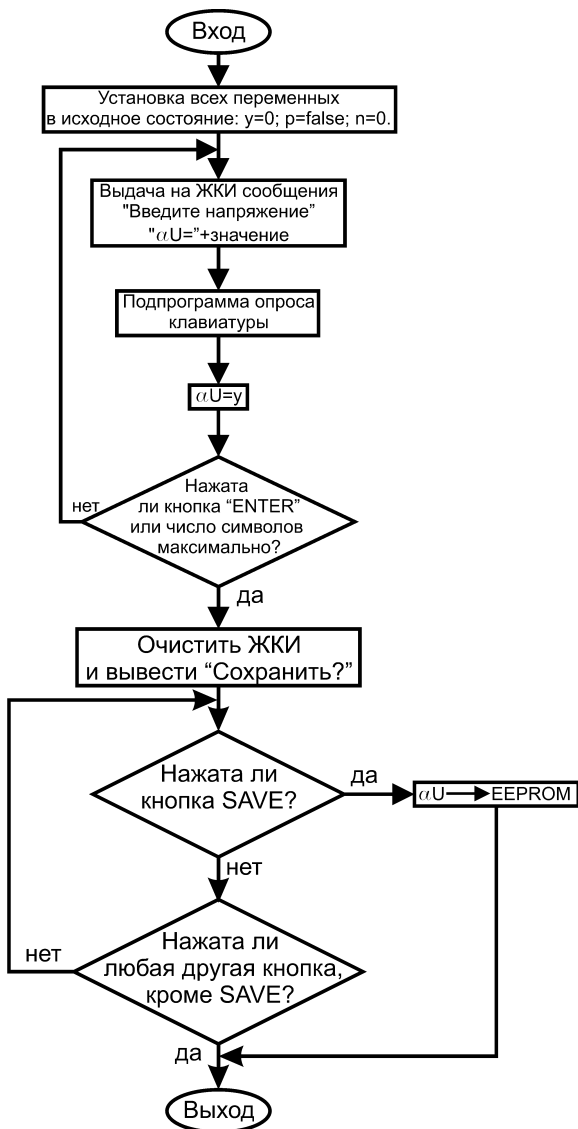 Вход
Установка всех переменных
в исходное состояние: y=0; p=false; n=0.
Выдача на ЖКИ сообщения
"Введите напряжение”
"αU=”+значение
Подпрограмма опроса
клавиатуры
αU=y
Нажата
ли кнопка “ENTER”
или число символов
максимально?
нет
да
Очистить ЖКИ
и вывести “Сохранить?”
Нажата ли
кнопка SAVE?
да
αU → EEPROM
нет
Нажата ли
любая другая кнопка,
кроме SAVE?
нет
да
Выход